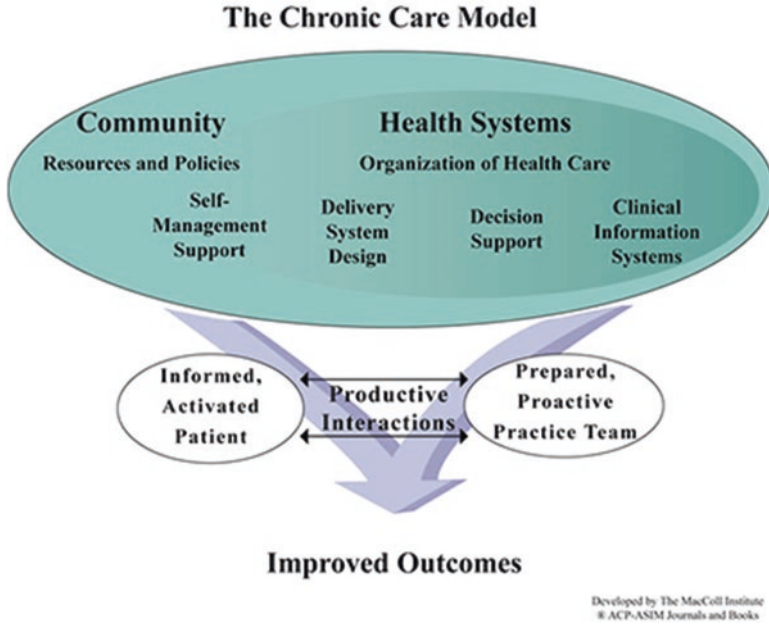 The Chronic Care Model
Community
Health Systems
Resources and Policies
Organization of Health Care
Self-
Management
Support
Delivery
System
Design
Decision
Support
Clinical
Information
Systems
Informed,
Activated
Patient
Productive
Interactions
Prepared,
Proactive
Practice Team
Improved Outcomes
Developed by The MacColl Institute
® ACP-ASIM Journals and Books